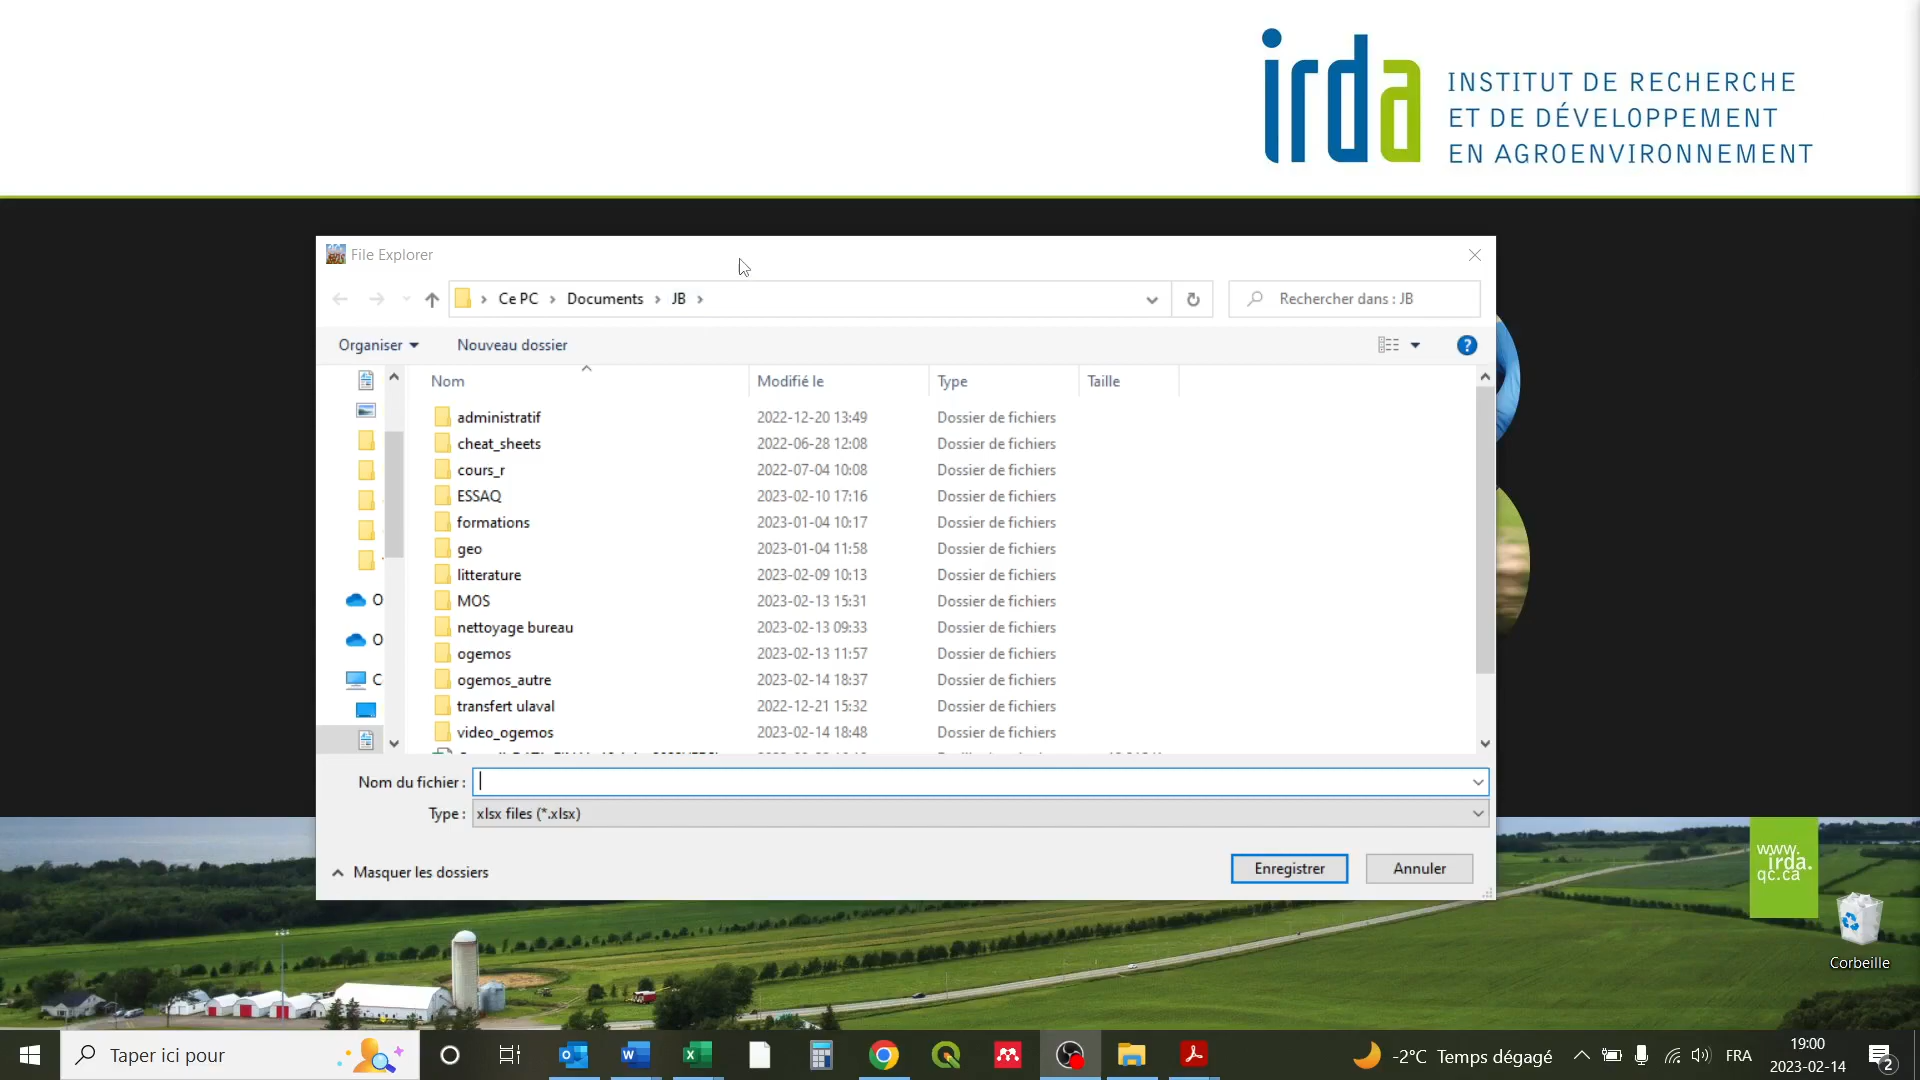 irda
INSTITUT DE RECHERCHE
ET DE DÉVELOPPEMENT
EN AGROENVIRONNEMENT
File Explorer
Ce PC
Documents
JB
Rechercher dans : JB
Organiser
Nouveau dossier
Nom
Modifié le
Type
Taille
administratif 2022-12-20 13:49 Dossier de fichiers
cheat_sheets 2022-06-28 12:08 Dossier de fichiers
cours_r 2022-07-04 10:08 Dossier de fichiers
ESSAQ 2023-02-10 17:16 Dossier de fichiers
formations 2023-01-04 10:17 Dossier de fichiers
geo 2023-01-04 11:58 Dossier de fichiers
litterature 2023-02-09 10:13 Dossier de fichiers
MOS 2023-02-13 15:31 Dossier de fichiers
nettoyage bureau 2023-02-13 09:33 Dossier de fichiers
ogemos 2023-02-13 11:57 Dossier de fichiers
ogemos_autre 2023-02-14 18:37 Dossier de fichiers
transfert ulaval 2022-12-21 15:32 Dossier de fichiers
video_ogemos 2023-02-14 18:48 Dossier de fichiers
O
O
C
Nom du fichier :
Type : xlsx files (*.xlsx)
Masquer les dossiers
Enregistrer
Annuler
www.
irda.
qc.ca
Corbeille
Taper ici pour
-2°C Temps dégagé
FRA
19:00
2023-02-14
2